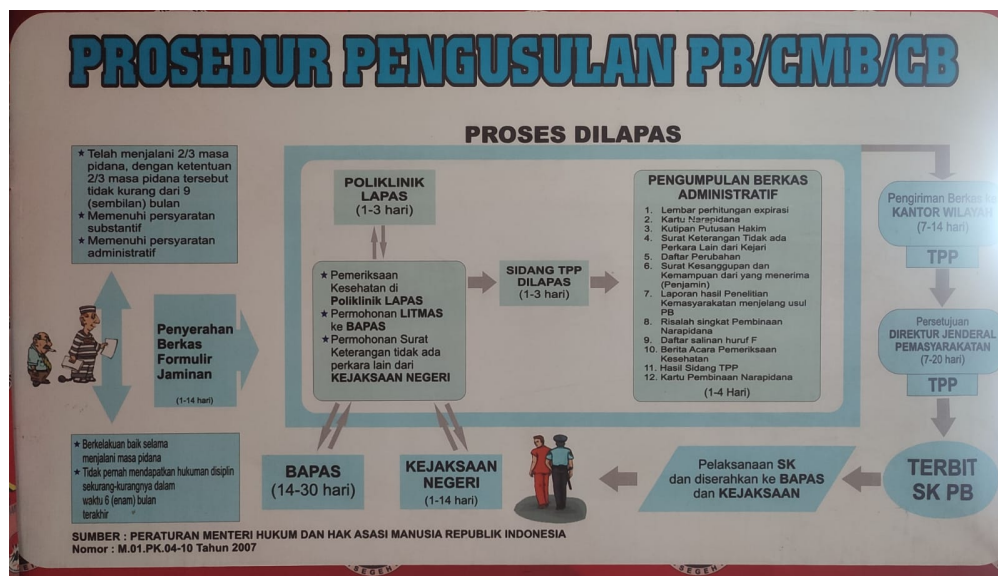 PROSEDUR PENGUSULAN PB/CMB/CB
PROSES DILAPAS
★ Telah menjalani 2/3 masa
pidana, dengan ketentuan
2/3 masa pidana tersebut
tidak kurang dari 9
(sembilan) bulan
★ Memenuhi persyaratan
substantif
★ Memenuhi persyaratan
administratif
Penyerahan
Berkas
Formulir
Jaminan
(1-14 hari)
★ Berkelakuan baik selama
menjalani masa pidana
★ Tidak pernah mendapatkan hukuman disiplin
sekurang-kurangnya dalam
waktu 6 (enam) bulan
terakhir
POLIKLINIK
LAPAS
(1-3 hari)
★ Pemeriksaan
Kesehatan di
Poliklinik LAPAS
★ Permohonan LITMAS
ke BAPAS
★ Permohonan Surat
Keterangan tidak ada
perkara lain dari
KEJAKSAAN NEGERI
BAPAS
(14-30 hari)
KEJAKSAAN
NEGERI
(1-14 hari)
SIDANG TPP
DILAPAS
(1-3 hari)
PENGUMPULAN BERKAS
ADMINISTRATIF
1. Lembar perhitungan expirasi
2. Kartu Narapidana
3. Kutipan Putusan Hakim
4. Surat Keterangan Tidak ada
Perkara Lain dari Kejari
5. Daftar Perubahan
6. Surat Kesanggupan dan
Kemampuan dari yang menerima
(Penjamin)
7. Laporan hasil Penelitian
Kemasyarakatan menjelang usul
PB
8. Risalah singkat Pembinaan
Narapidana
9. Daftar salinan huruf F
10. Berita Acara Pemeriksaan
Kesehatan
11. Hasil Sidang TPP
12. Kartu Pembinaan Narapidana
(1-4 Hari)
Pengiriman Berkas
KANTOR WILAYAH
(7-14 hari)
TPP
Persetujuan
DIREKTUR JENDERAL
PEMASYARAKATAN
(7-20 hari)
TPP
TERBIT
SK PB
Pelaksanaan SK
dan diserahkan ke BAPAS
dan KEJAKSAAN
SUMBER : PERATURAN MENTERI HUKUM DAN HAK ASASI MANUSIA REPUBLIK INDONESIA
Nomor : M.01.PK.04-10 Tahun 2007